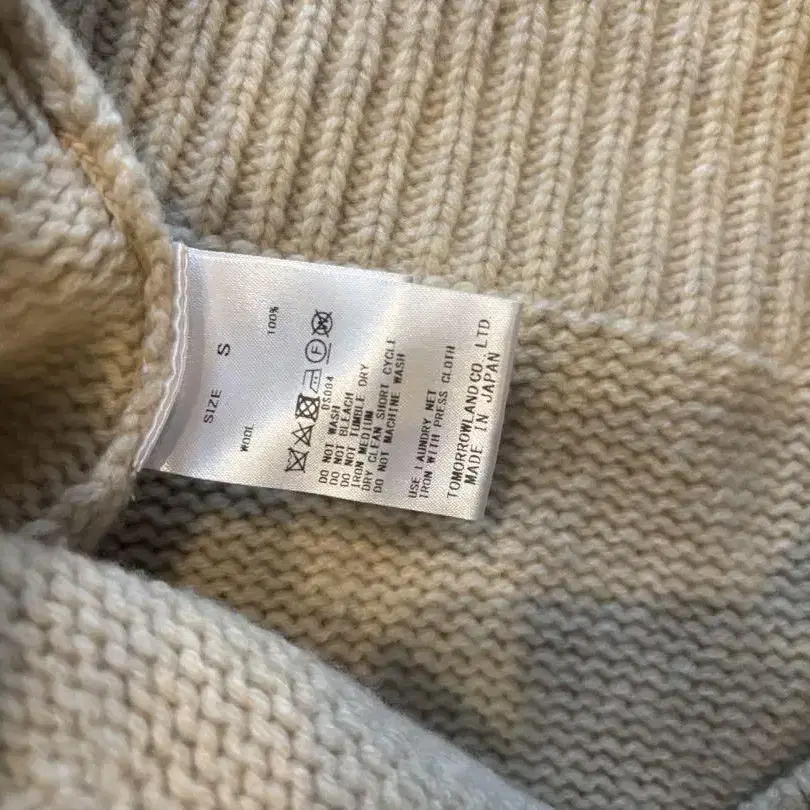 SIZE S
WOOL 100%
DS004
DO NOT WASH
DO NOT BLEACH
DO NOT TUMBLE DRY
IRON MEDIUM
DRY CLEAN SHORT CYCLE
DO NOT MACHINE WASH
USE LAUNDRY NET
IRON WITH PRESS CLOTH
TOMORROWLAND CO LTD.
MADE IN JAPAN